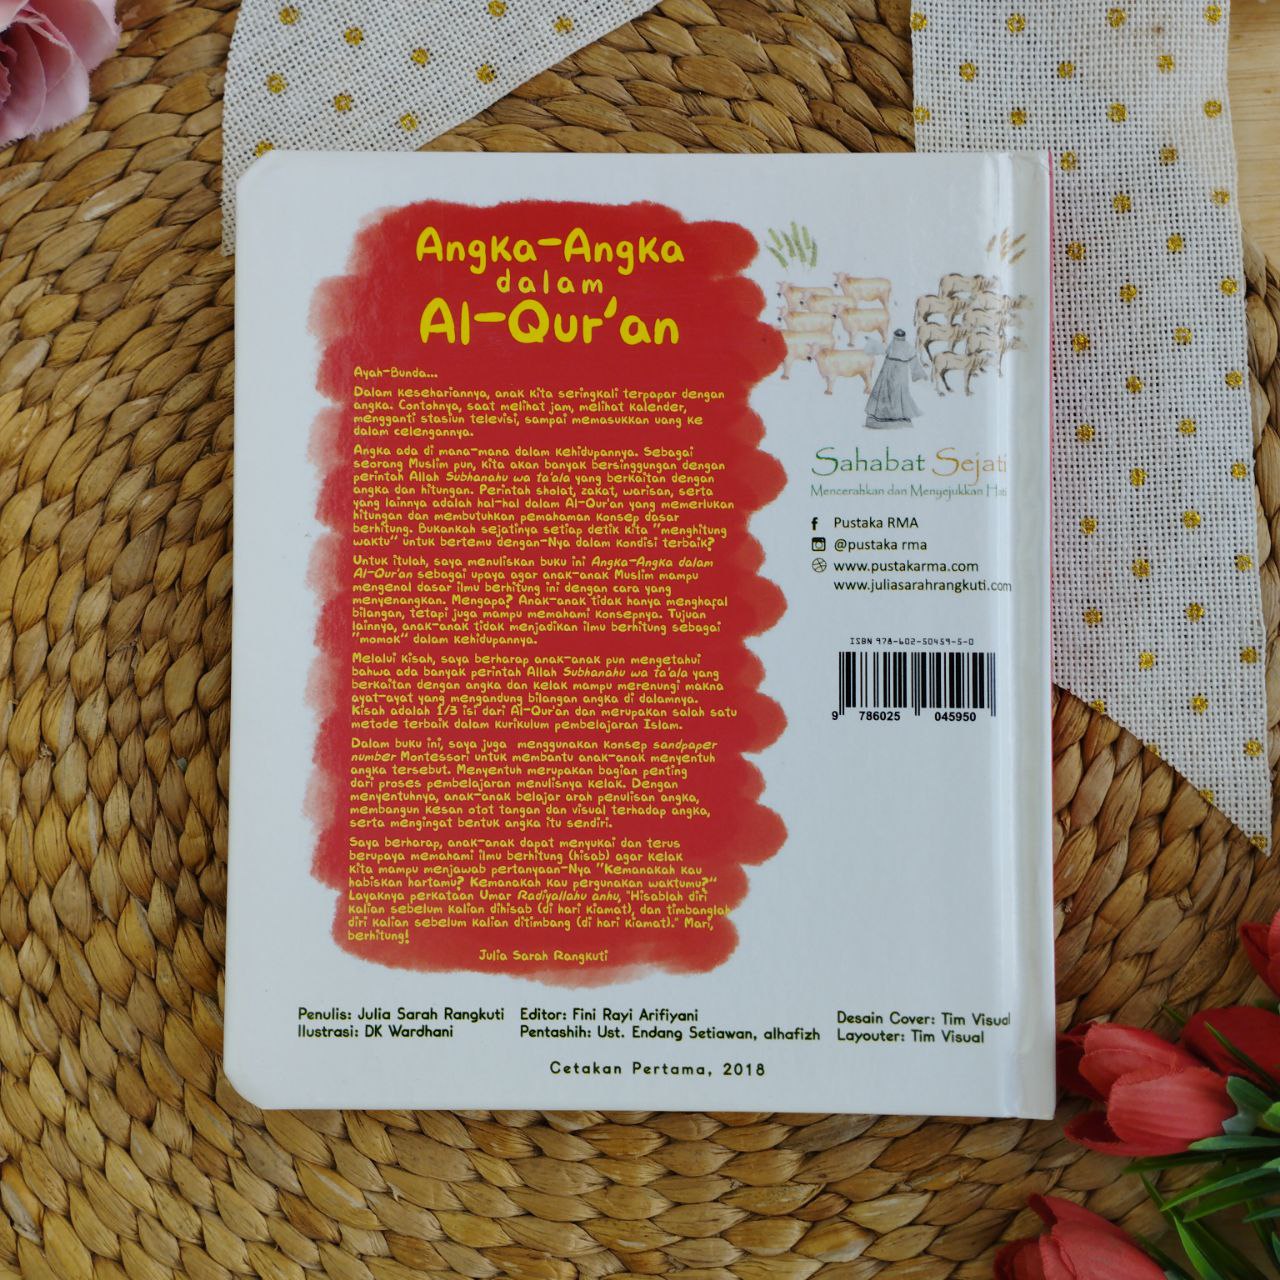 Angka-Angka
dalam
Al-Qur'an
Ayah-Bunda...
Dalam kesehariannya, anak kita seringkali terpapar dengan
angka. Contohnya, saat melihat jam, melihat kalender,
mengganti stasiun televisi, sampai memasukkan uang ke
dalam celengannya.
Angka ada di mana-mana dalam kehidupannya. Sebagai
seorang Muslim pun, kita akan banyak bersinggungan dengan
perintah Allah Subhanahu wa ta'ala yang berkaitan dengan
angka dan hitungan. Perintah sholat, zakat, warisan, serta
yang lainnya adalah hal-hal dalam Al-Qur'an yang memerlukan
hitungan dan membutuhkan pemahaman konsep dasar
berhitung. Bukankah sejatinya setiap detik kita "menghitung
waktu" untuk bertemu dengan-Nya dalam kondisi terbaik?
Untuk itulah, saya menuliskan buku ini Angka-Angka dalam
Al-Qur'an sebagai upaya agar anak-anak Muslim mampu
mengenal dasar ilmu berhitung ini dengan cara yang
menyenangkan. Mengapa? Anak-anak tidak hanya menghafal
bilangan, tetapi juga mampu memahami konsepnya. Tujuan
lainnya, anak-anak tidak menjadikan ilmu berhitung sebagai
"momok" dalam kehidupannya.
Melalui kisah, saya berharap anak-anak pun mengetahui
bahwa ada banyak perintah Allah Subhanahu wa ta'ala yang
berkaitan dengan angka dan kelak mampu merenungi makna
ayat-ayat yang mengandung bilangan angka di dalamnya.
Kisah adalah 1/3 isi dari Al-Qur'an dan merupakan salah satu
metode terbaik dalam kurikulum pembelajaran Islam.
Dalam buku ini, saya juga menggunakan konsep sandpaper
number Montessori untuk membantu anak-anak menyentuh
angka tersebut. Menyentuh merupakan bagian penting
dari proses pembelajaran menulisnya kelak. Dengan
menyentuhnya, anak-anak belajar arah penulisan angka,
membangun kesan otot tangan dan visual terhadap angka,
serta mengingat bentuk angka itu sendiri.
Saya berharap, anak-anak dapat menyukai dan terus
berupaya memahami ilmu berhitung (hisab) agar kelak
kita mampu menjawab pertanyaan-Nya "Kemanakah kau
habiskan hartamu? Kemanakah kau pergunakan waktumu?"
Layaknya perkataan Umar Radiyallahu anhu, "Hisablah diri
kalian sebelum kalian dihisab (di hari kiamat), dan timbanglah
diri kalian sebelum kalian ditimbang (di hari kiamat)." Mari,
berhitung!
Julia Sarah Rangkuti
Sahabat Sejati
Mencerahkan dan Menyejukkan Hati
Pustaka RMA
@pustaka rma
www.pustakarma.com
www.juliasarahrangkuti.com
ISBN 978-602-50459-5-0
9 786025 045950
Penulis: Julia Sarah Rangkuti
Ilustrasi: DK Wardhani
Editor: Fini Rayi Arifiyani
Pentashih: Ust. Endang Setiawan, alhafizh
Desain Cover: Tim Visual
Layouter: Tim Visual
Cetakan Pertama, 2018